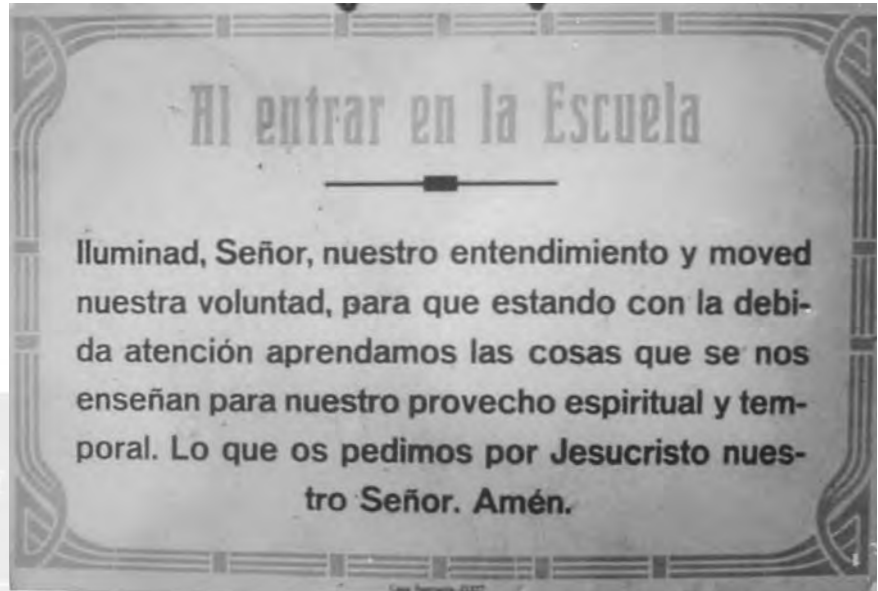 Al entrar en la Escuela
Iluminad, Señor, nuestro entendimiento y moved
nuestra voluntad, para que estando con la debi-
da atención aprendamos las cosas que se nos
enseñan para nuestro provecho espiritual y tem-
poral. Lo que os pedimos por Jesucristo nues-
tro Señor. Amén.